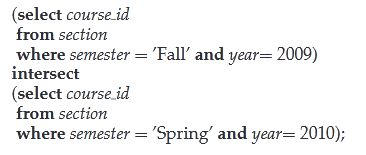 (select course_id
from section
where semester = 'Fall' and year= 2009)
intersect
(select course_id
from section
where semester = 'Spring' and year= 2010);